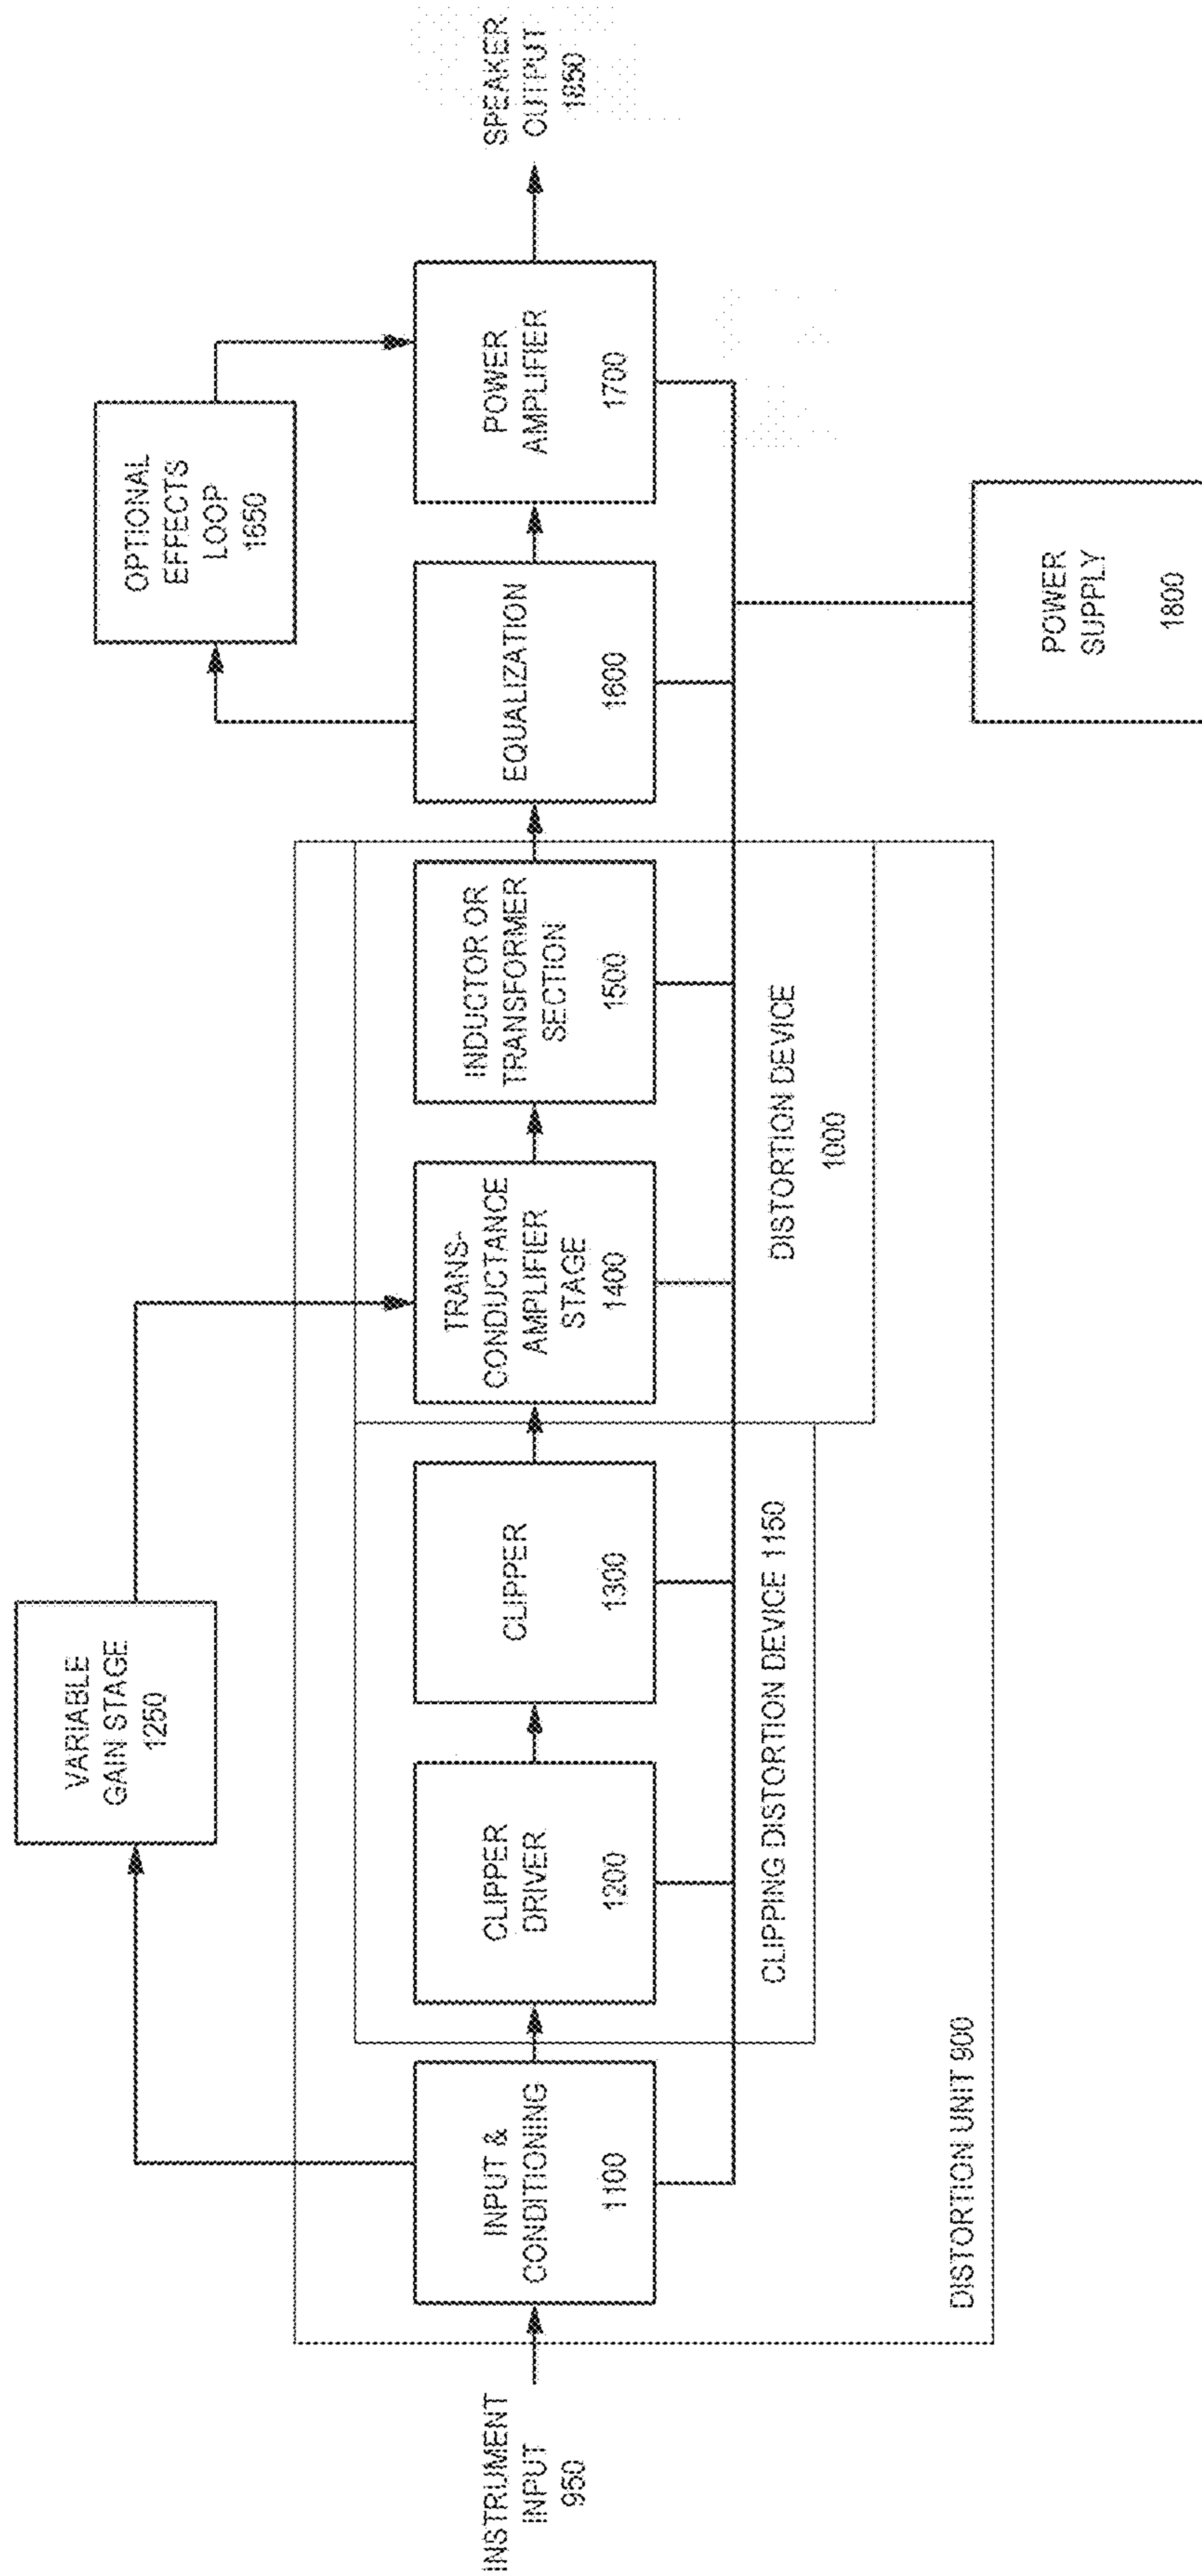 VARIABLE
GAIN STAGE
1250
OPTIONAL
EFFECTS
LOOP
1650
INSTRUMENT
INPUT
950
INPUT &
CONDITIONING
1100
CLIPPER
DRIVER
1200
CLIPPER
1300
TRANS-
CONDUCTANCE
AMPLIFIER
STAGE
1400
INDUCTOR OR
TRANSFORMER
SECTION
1500
EQUALIZATION
1600
POWER
AMPLIFIER
1700
SPEAKER
OUTPUT
1850
CLIPPING DISTORTION DEVICE 1150
DISTORTION DEVICE
1000
DISTORTION UNIT 900
POWER
SUPPLY
1800